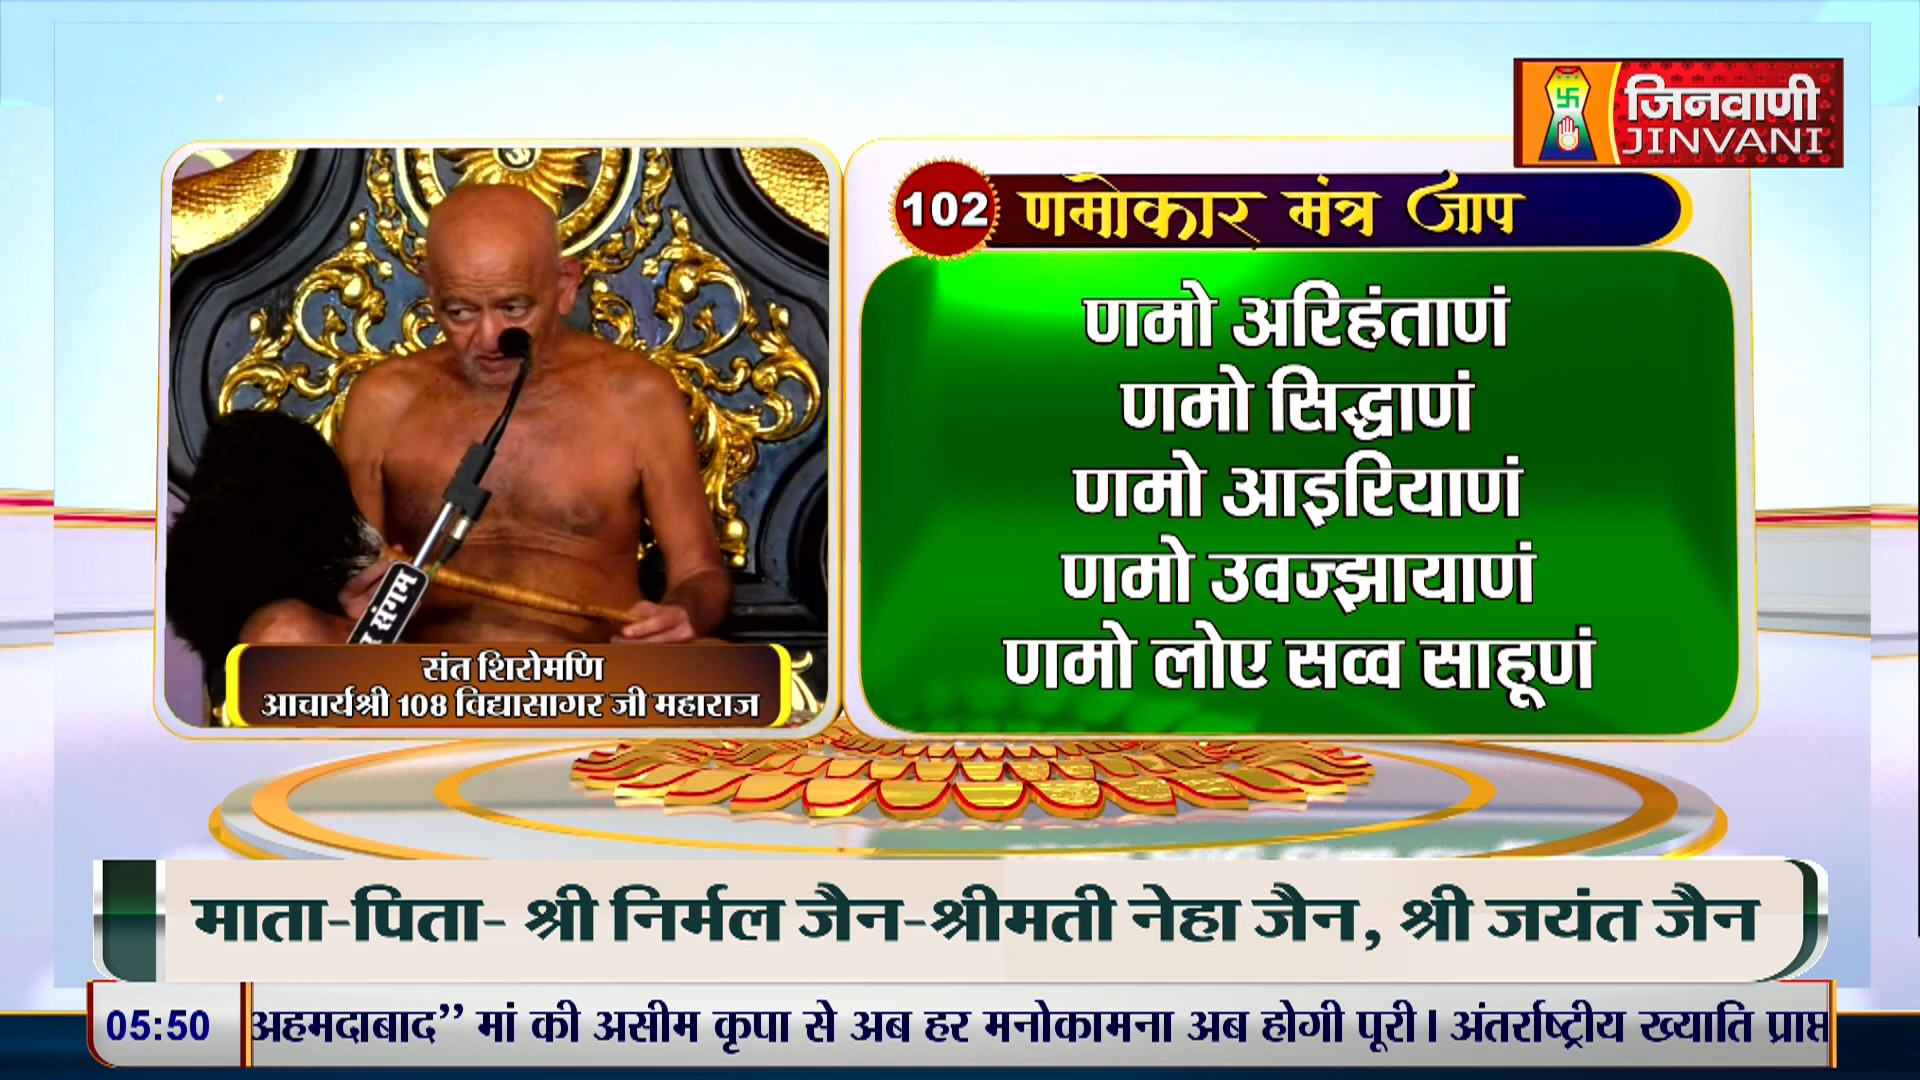 जिनवाणी
JINVANI
102 णमोकार मंत्र जाप
णमो अरिहंताणं
णमो सिद्धाणं
णमो आइरियाणं
णमो उवज्झायाणं
णमो लोए सव्व साहूणं
संगम
संत शिरोमणि
आचार्यश्री 108 विद्यासागर जी महाराज
माता-पिता- श्री निर्मल जैन-श्रीमती नेहा जैन, श्री जयंत जैन
05:50 अहमदाबाद” मां की असीम कृपा से अब हर मनोकामना अब होगी पूरी। अंतर्राष्ट्रीय ख्याति प्राप्त